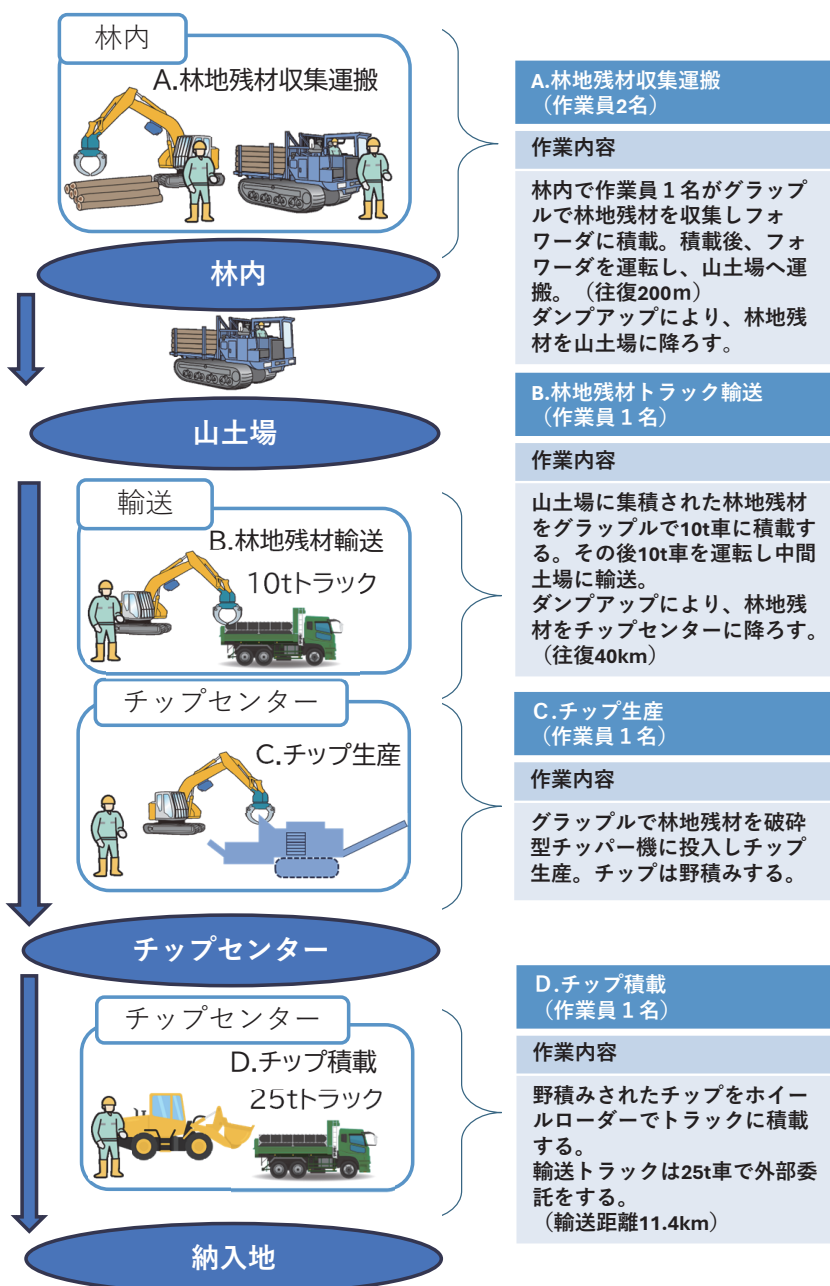 林内
A.林地残材収集運搬
林内
山土場
輸送
B.林地残材輸送
10tトラック
チップセンター
C.チップ生産
チップセンター
チップセンター
D.チップ積載
25tトラック
納入地
A.林地残材収集運搬
（作業員2名）
作業内容
林内で作業員１名がグラップ
ルで林地残材を収集しフォ
ワーダに積載。積載後、フォ
ワーダを運転し、山土場へ運
搬。（往復200ｍ）
ダンプアップにより、林地残
材を山土場に降ろす。
B.林地残材トラック輸送
（作業員１名）
作業内容
山土場に集積された林地残材
をグラップルで10t車に積載す
る。その後10t車を運転し中間
土場に輸送。
ダンプアップにより、林地残
材をチップセンターに降ろす。
（往復40km）
Ｃ.チップ生産
（作業員１名）
作業内容
グラップルで林地残材を破砕
型チッパー機に投入しチップ
生産。チップは野積みする。
Ｄ.チップ積載
（作業員１名）
作業内容
野積みされたチップをホイー
ルローダーでトラックに積載
する。
輸送トラックは25t車で外部委
託をする。
（輸送距離11.4km）